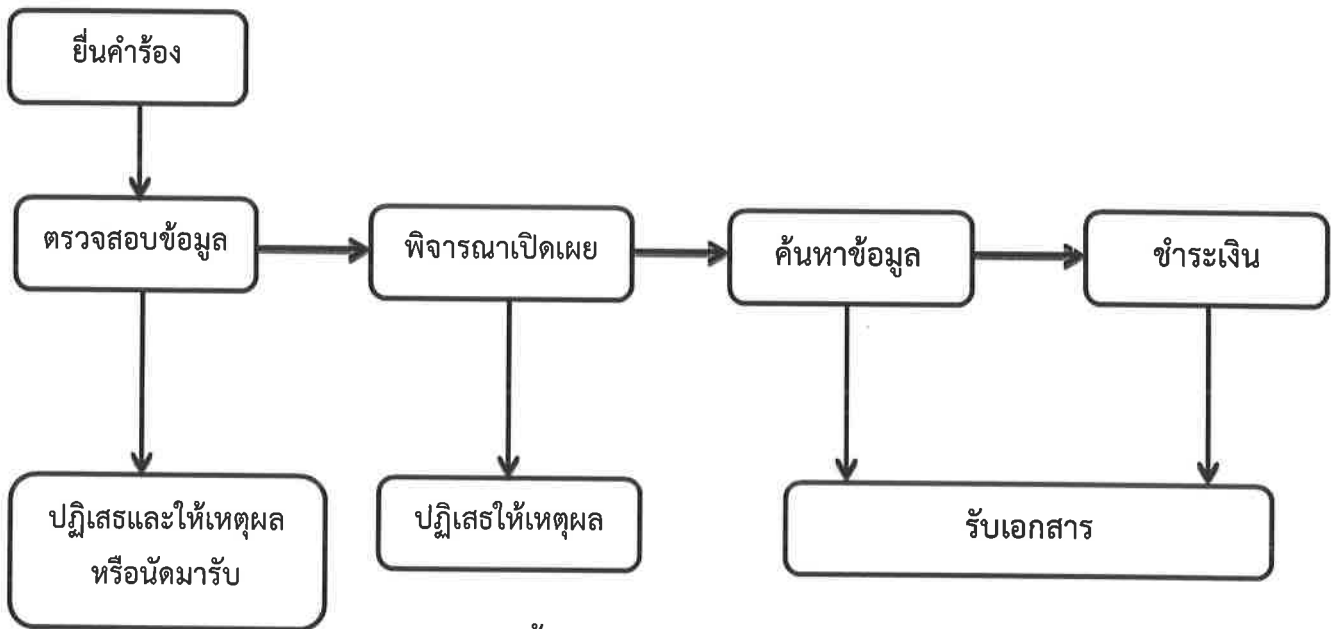 ยื่นคำร้อง
ตรวจสอบข้อมูล
พิจารณาเปิดเผย
ค้นหาข้อมูล
ชำระเงิน
ปฏิเสธและให้เหตุผล
หรือนัดมารับ
ปฏิเสธให้เหตุผล
รับเอกสาร